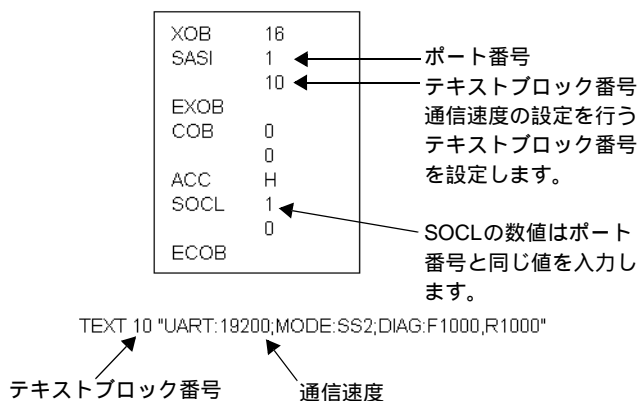 XOB 16
SASI 1
10
EXOB
COB 0
0
ACC H
SOCL 1
0
ECOB
ポート番号
テキストブロック番号
通信速度の設定を行う
テキストブロック番号
を設定します。
SOCLの数値はポート
番号と同じ値を入力し
ます。
TEXT 10 "UART:19200;MODE:SS2;DIAG:F1000,R1000"
テキストブロック番号
通信速度